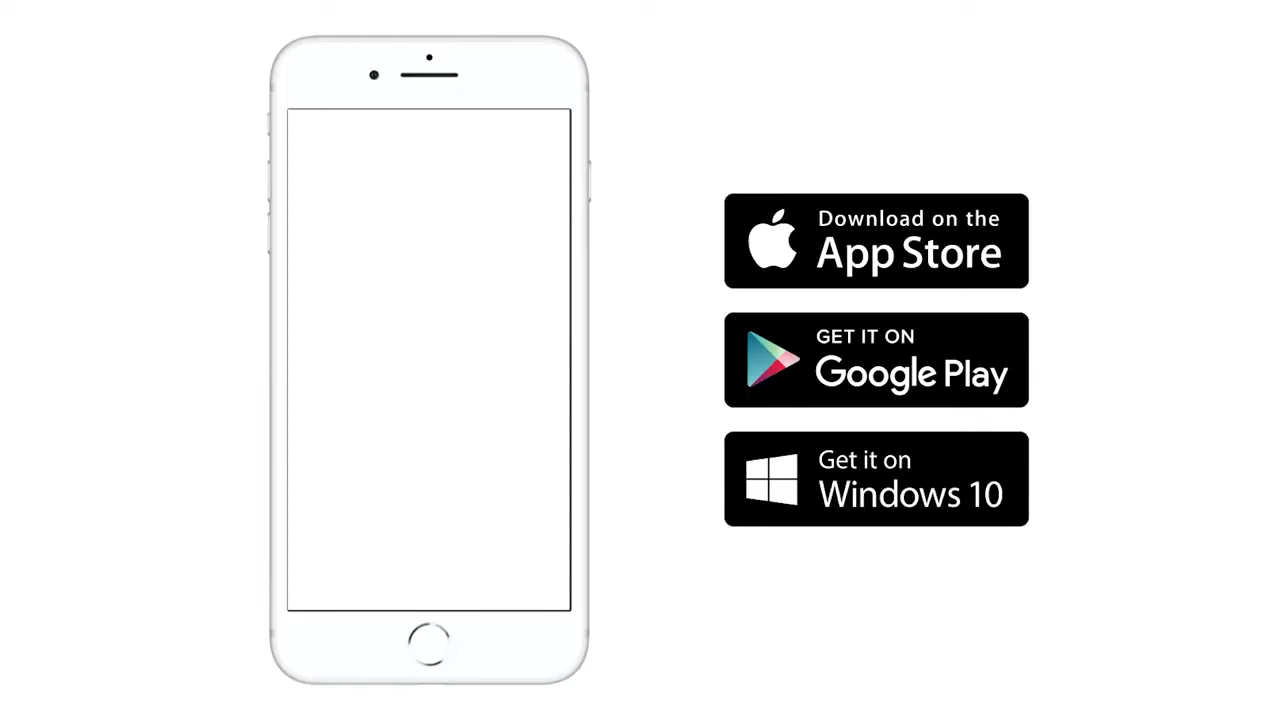 Download on the
App Store
GET IT ON
Google Play
Get it on
Windows 10